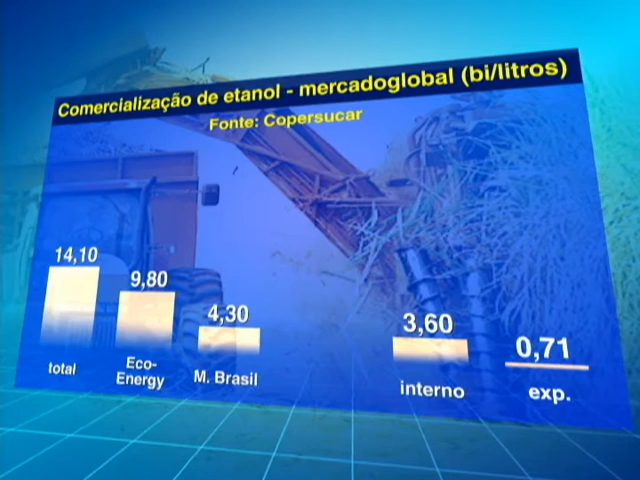 Comercialização de etanol - mercadoglobal (bi/litros)
Fonte: Copersucar
14,10
9,80
4,30
3,60
0,71
total
Eco-
Energy
M. Brasil
interno
exp.